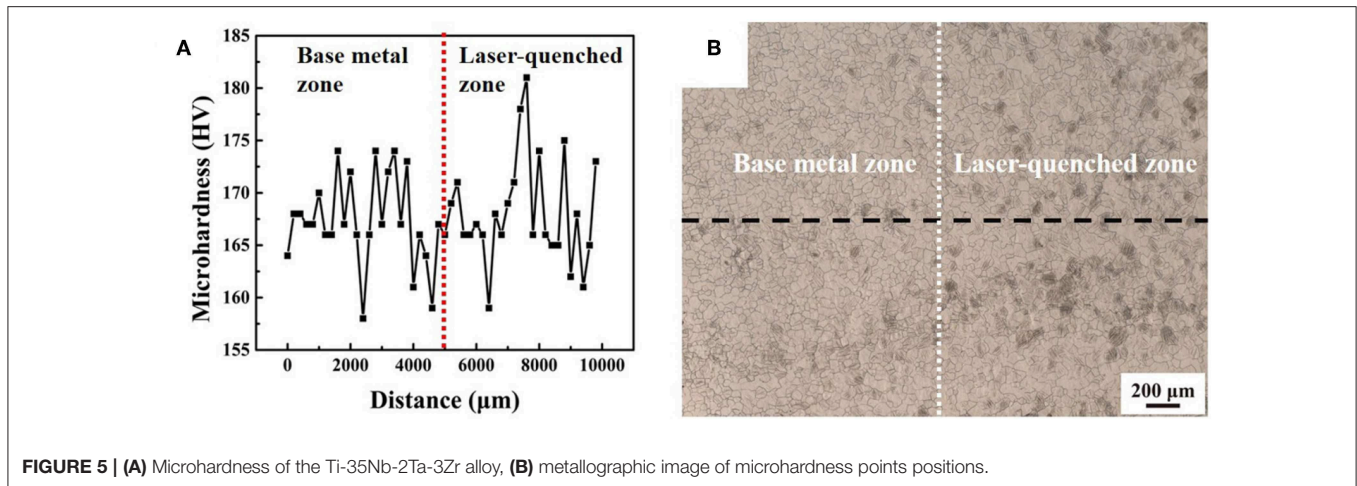 A
185
180
175
170
165
160
155
Microhardness (HV)
Base metal
zone
Laser-quenched
zone
0
2000
4000
6000
8000
10000
Distance (μm)
B
Base metal zone
Laser-quenched zone
200 μm
FIGURE 5 | (A) Microhardness of the Ti-35Nb-2Ta-3Zr alloy, (B) metallographic image of microhardness points positions.